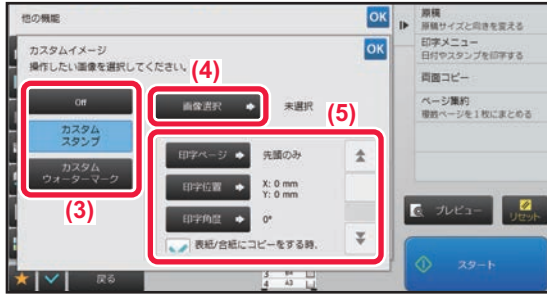 他の機能
OK
カスタムイメージ
OK
操作したい画像を選択してください。
(4)
Off
画像選択
未選択
(5)
カスタム
スタンプ
カスタム
ウォーターマーク
(3)
印字ページ
先頭のみ
印字位置
X: 0 mm
Y: 0 mm
印字角度
0°
表紙/合紙にコピーをする時、
戻る
4
A3
原稿
原稿サイズと向きを変える
印字メニュー
日付やスタンプを印字する
両面コピー
ページ集約
複数ページを1枚にまとめる
プレビュー
リセット
スタート